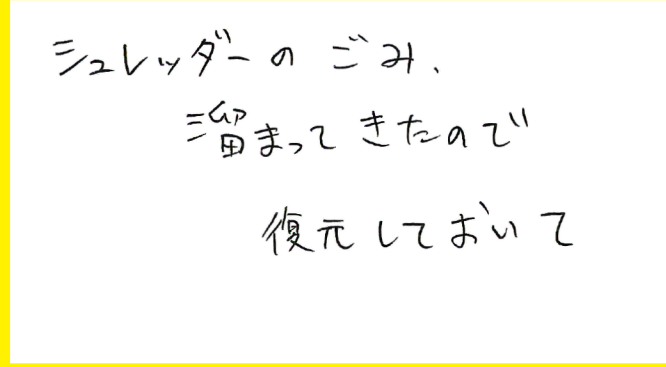 シュレッダーの ごみ、
溜まってきたので
復元しておいて